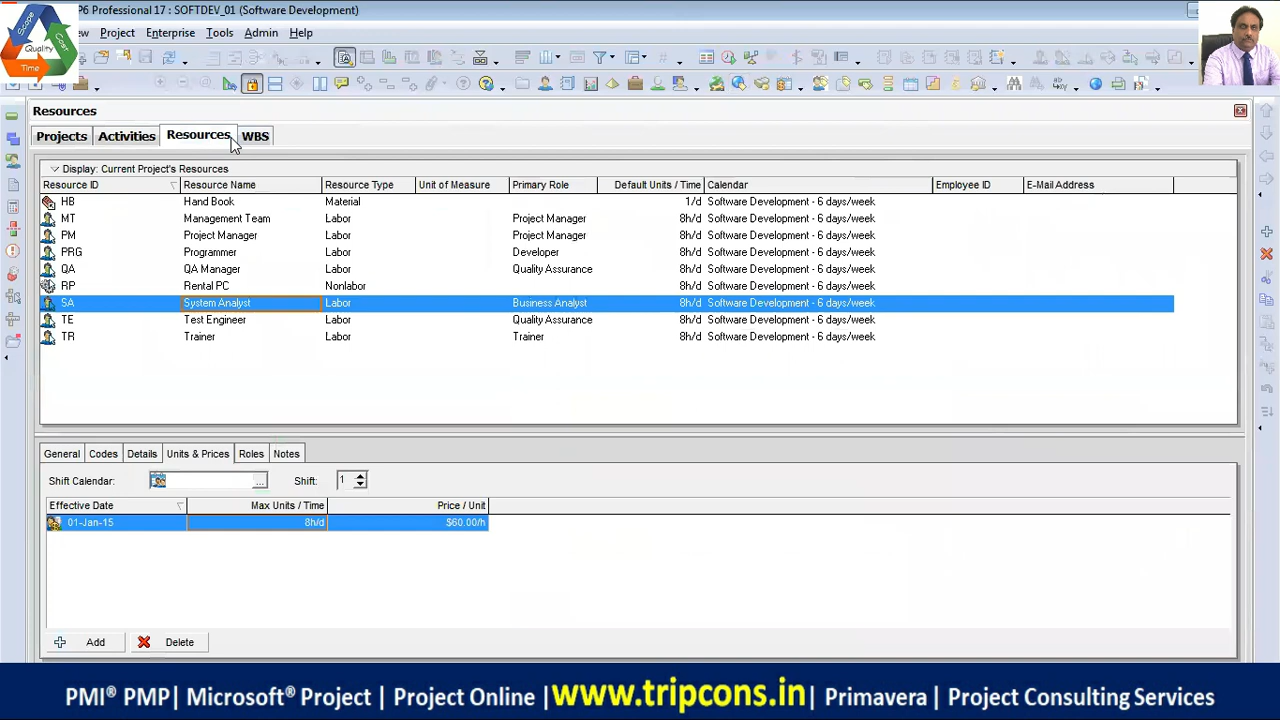 P6 Professional 17 : SOFTDEV_01 (Software Development)
Project Enterprise Tools Admin Help
Scope
Quality
Cost
Time
Resources
Projects Activities Resources WBS
Display: Current Project's Resources
Resource ID Resource Name Resource Type Unit of Measure Primary Role Default Units / Time Calendar Employee ID E-Mail Address
HB Hand Book Material 1/d Software Development - 6 days/week
MT Management Team Labor Project Manager 8h/d Software Development - 6 days/week
PM Project Manager Labor Project Manager 8h/d Software Development - 6 days/week
PRG Programmer Labor Developer 8h/d Software Development - 6 days/week
QA QA Manager Labor Quality Assurance 8h/d Software Development - 6 days/week
RP Rental PC Nonlabor 8h/d Software Development - 6 days/week
SA System Analyst Labor Business Analyst 8h/d Software Development - 6 days/week
TE Test Engineer Labor Quality Assurance 8h/d Software Development - 6 days/week
TR Trainer Labor Trainer 8h/d Software Development - 6 days/week
General Codes Details Units & Prices Roles Notes
Shift Calendar: ... Shift: 1
Effective Date Max Units / Time Price / Unit
01-Jan-15 8h/d $60.00/h
Add Delete
PMI® PMP| Microsoft® Project | Project Online |www.tripcons.in| Primavera | Project Consulting Services